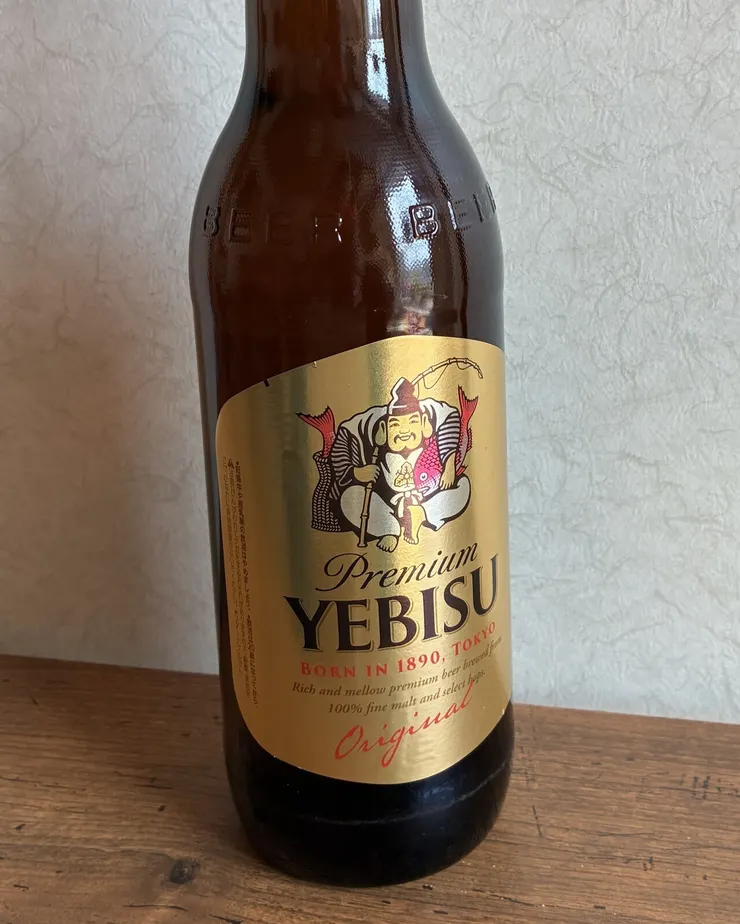 BEER BEER
Premium
YEBISU
BORN IN 1890, TOKYO
Rich and mellow premium beer brewed from
100% fine malt and select hops.
Original